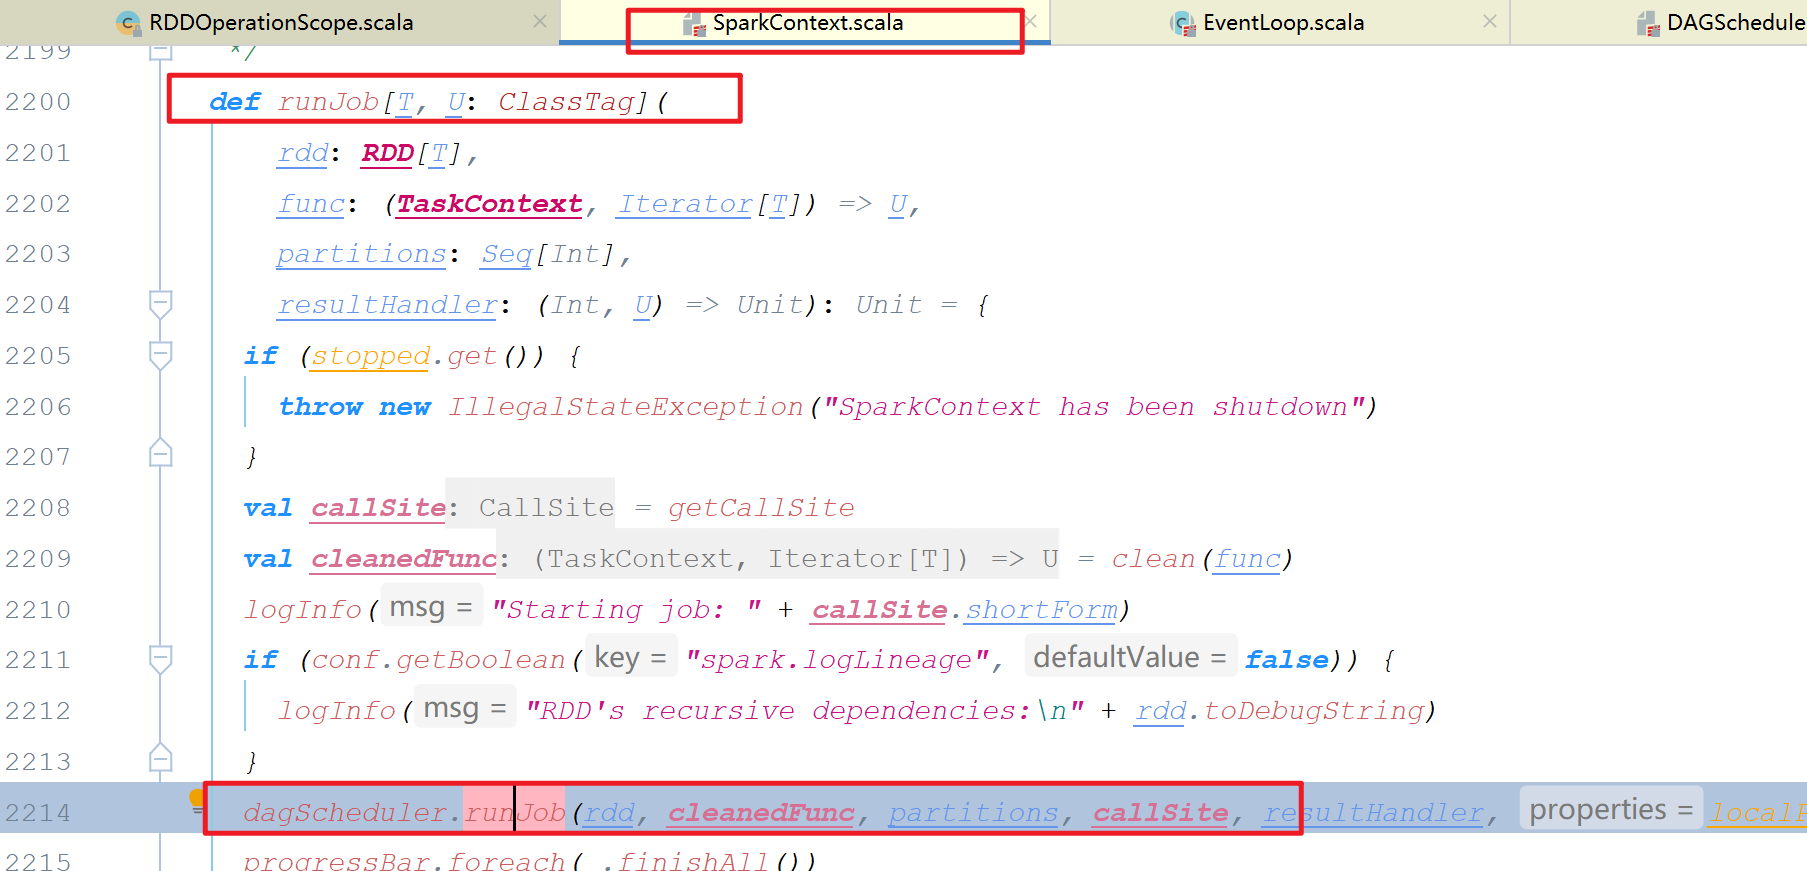 RDDOperationScope.scala SparkContext.scala EventLoop.scala DAGSchedule
2199 */
2200 def runJob[T, U: ClassTag](
2201 rdd: RDD[T],
2202 func: (TaskContext, Iterator[T]) => U,
2203 partitions: Seq[Int],
2204 resultHandler: (Int, U) => Unit): Unit = {
2205 if (stopped.get()) {
2206 throw new IllegalStateException("SparkContext has been shutdown")
2207 }
2208 val callSite: CallSite = getCallSite
2209 val cleanedFunc: (TaskContext, Iterator[T]) => U = clean(func)
2210 logInfo( msg = "Starting job: " + callSite.shortForm)
2211 if (conf.getBoolean( key = "spark.logLineage", defaultValue = false)) {
2212 logInfo( msg = "RDD's recursive dependencies:\n" + rdd.toDebugString)
2213 }
2214 dagScheduler.runJob(rdd, cleanedFunc, partitions, callSite, resultHandler, properties =
2215 progressBar.foreach(_.finishAll())